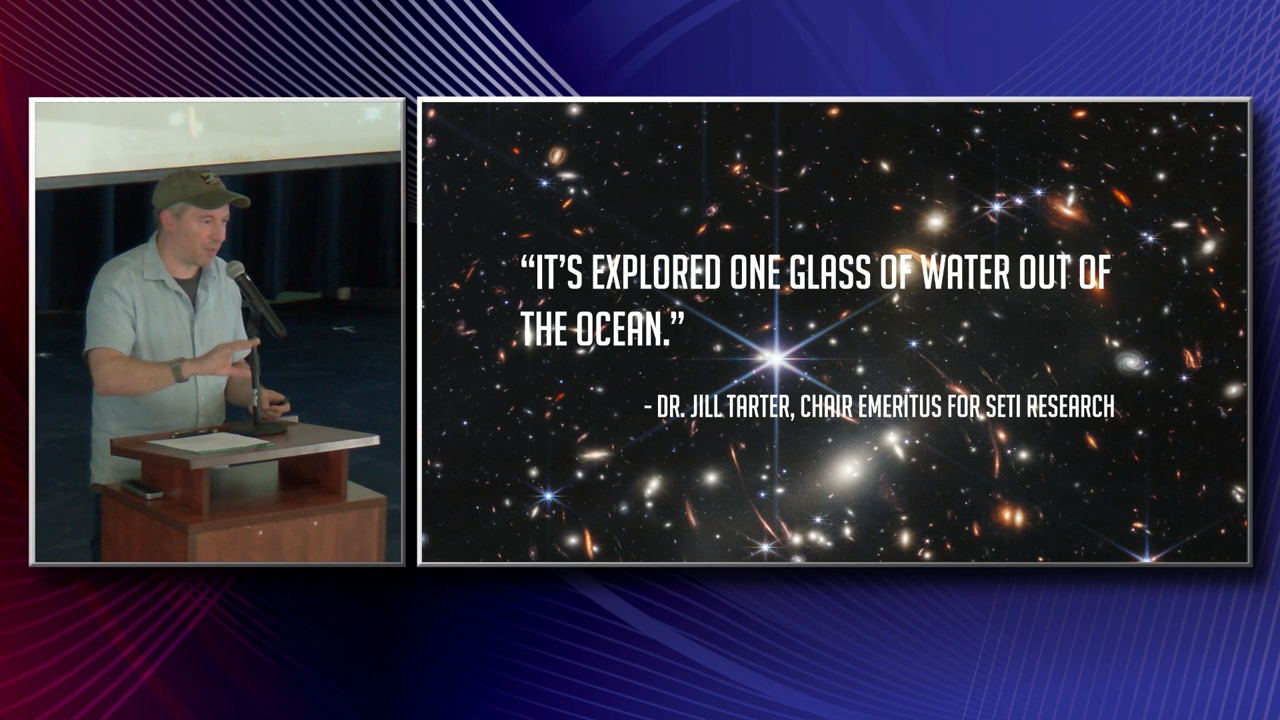 “IT’S EXPLORED ONE GLASS OF WATER OUT OF
THE OCEAN.”
- DR. JILL TARTER, CHAIR EMERITUS FOR SETI RESEARCH